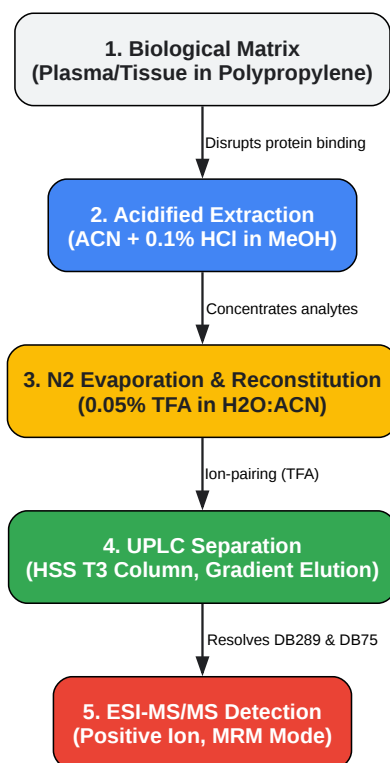 1. Biological Matrix
(Plasma/Tissue in Polypropylene)
Disrupts protein binding
2. Acidified Extraction
(ACN + 0.1% HCl in MeOH)
Concentrates analytes
3. N2 Evaporation & Reconstitution
(0.05% TFA in H2O:ACN)
Ion-pairing (TFA)
4. UPLC Separation
(HSS T3 Column, Gradient Elution)
Resolves DB289 & DB75
5. ESI-MS/MS Detection
(Positive Ion, MRM Mode)